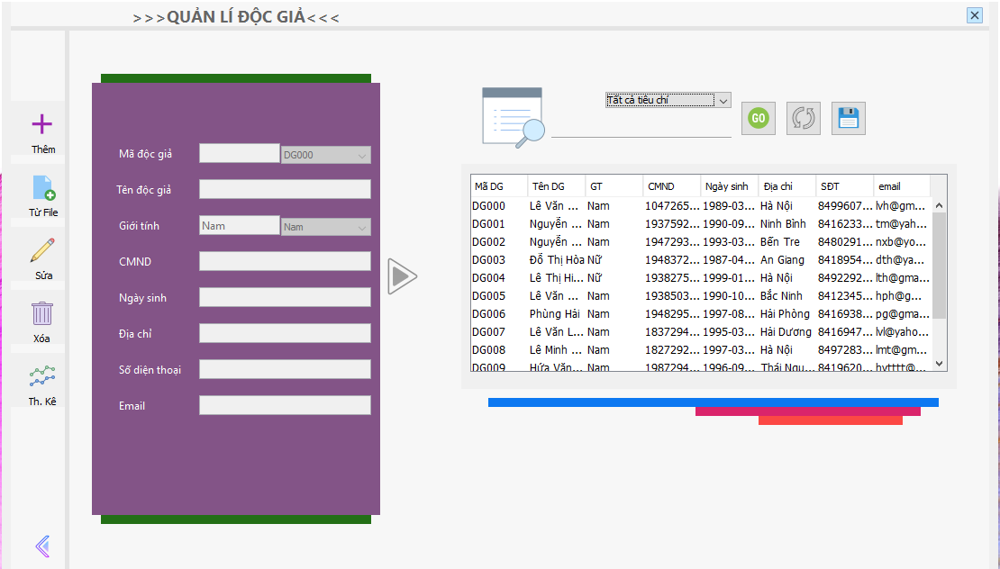 >>>QUẢN LÍ ĐỘC GIẢ<<<
Thêm
Từ File
Sửa
Xóa
Th. Kê
Mã độc giả DG000
Tên độc giả
Giới tính Nam Nam
CMND
Ngày sinh
Địa chỉ
Số diện thoại
Email
Tất cả tiêu chí
GO
Mã DG Tên DG GT CMND Ngày sinh Địa chỉ SĐT email
DG000 Lê Văn ... Nam 1047265... 1989-03... Hà Nội 8499607... lvh@gm...
DG001 Nguyễn ... Nam 1937592... 1990-09... Ninh Bình 8416233... tm@yah...
DG002 Nguyễn ... Nam 1947293... 1993-03... Bến Tre 8480291... nxb@yo...
DG003 Đỗ Thị Hòa Nữ 1948372... 1987-04... An Giang 8418954... dth@ya...
DG004 Lê Thị Hi... Nữ 1938275... 1999-01... Hà Nội 8492292... lth@gma...
DG005 Lê Văn ... Nam 1938503... 1990-10... Bắc Ninh 8412345... hph@g...
DG006 Phùng Hải Nam 1948295... 1997-08... Hải Phòng 8416938... pg@gma...
DG007 Lê Văn L... Nam 1837294... 1995-03... Hải Dương 8416947... lvl@yaho...
DG008 Lê Minh ... Nam 1827292... 1997-03... Hà Nội 8497283... lmt@gm...
DG009 Hứa Văn... Nam 1987294... 1996-09... Thái Ngu... 8419620... hvtttt@...